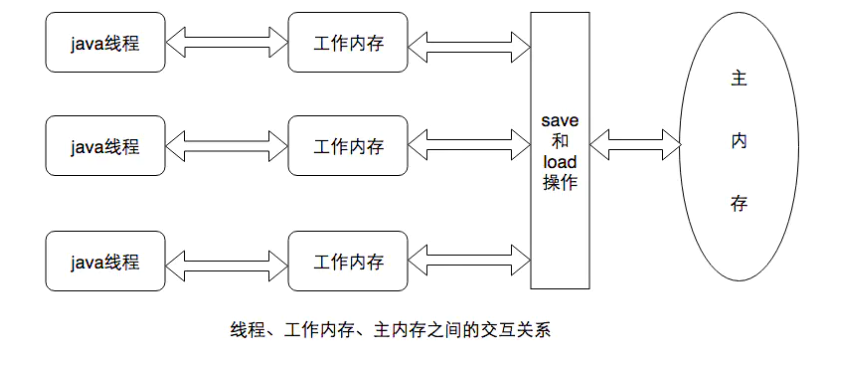 java线程
工作内存
java线程
工作内存
java线程
工作内存
save
和
load
操作
主
内
存
线程、工作内存、主内存之间的交互关系